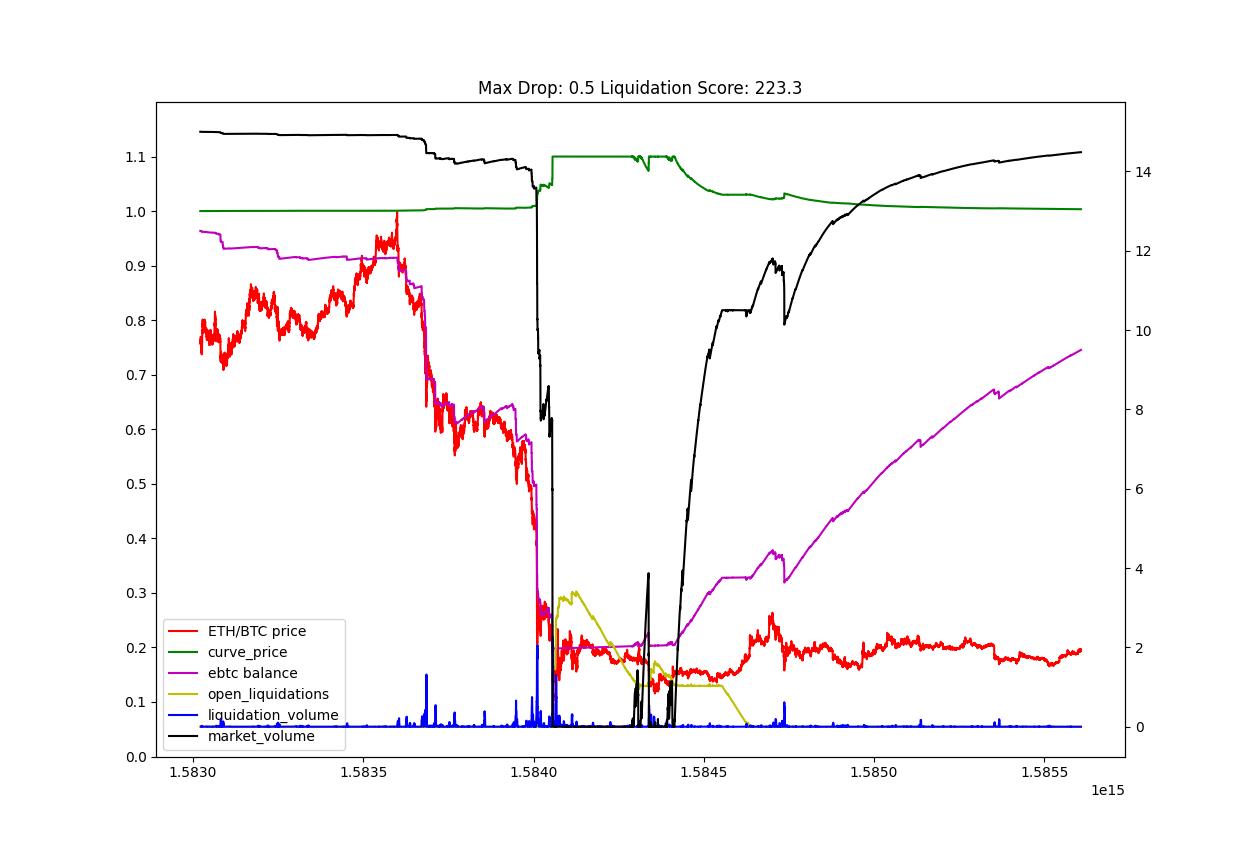 Max Drop: 0.5 Liquidation Score: 223.3
1.1
1.0
0.9
0.8
0.7
0.6
0.5
0.4
0.3
0.2
0.1
0.0
14
12
10
8
6
4
2
0
ETH/BTC price
curve_price
ebtc balance
open_liquidations
liquidation_volume
market_volume
1.5830 1.5835 1.5840 1.5845 1.5850 1.5855
1e15